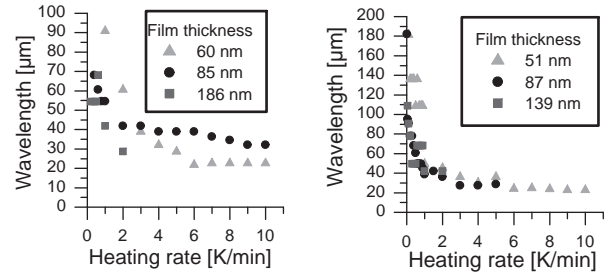 100
90
80
70
60
50
40
30
20
10
0
Wavelength [µm]
Film thickness
60 nm
85 nm
186 nm
0 2 4 6 8 10
Heating rate [K/min]
200
180
160
140
120
100
80
60
40
20
0
Wavelength [µm]
Film thickness
51 nm
87 nm
139 nm
0 2 4 6 8 10
Heating rate [K/min]